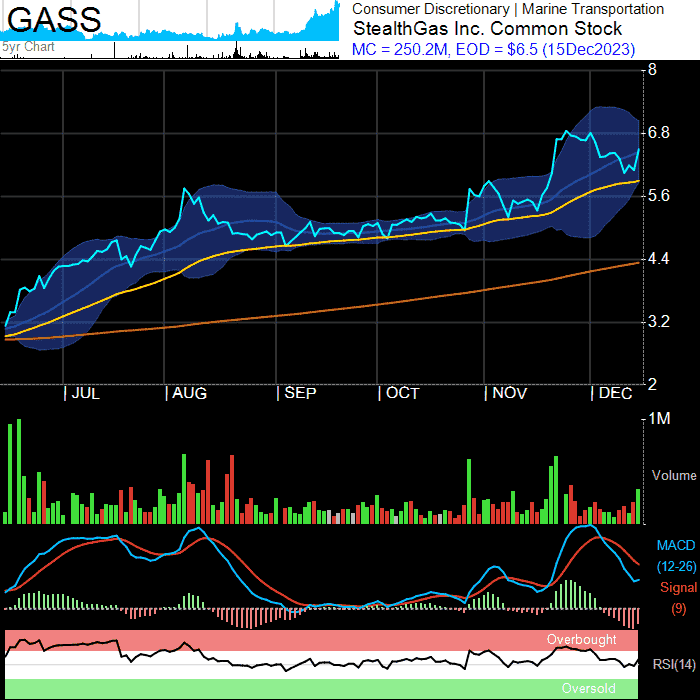 GASS
5yr Chart
Consumer Discretionary | Marine Transportation
StealthGas Inc. Common Stock
MC = 250.2M, EOD = $6.5 (15Dec2023)
8
6.8
5.6
4.4
3.2
2
| JUL | AUG | SEP | OCT | NOV | DEC
1M
Volume
MACD
(12-26)
Signal
(9)
Overbought
RSI(14)
Oversold